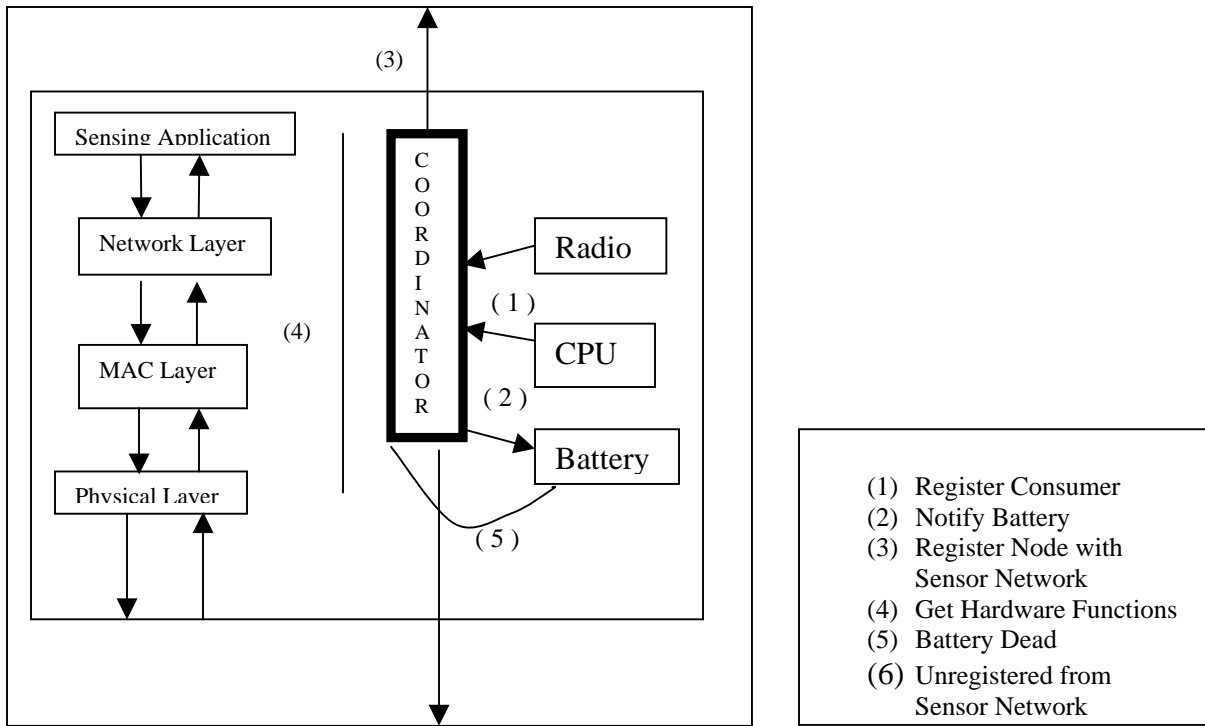 (3)
Sensing Application
COORDINATOR
Network Layer
Radio
( 1 )
(4)
CPU
MAC Layer
( 2 )
Battery
Physical Layer
( 5 )
(1) Register Consumer
(2) Notify Battery
(3) Register Node with
Sensor Network
(4) Get Hardware Functions
(5) Battery Dead
(6) Unregistered from
Sensor Network